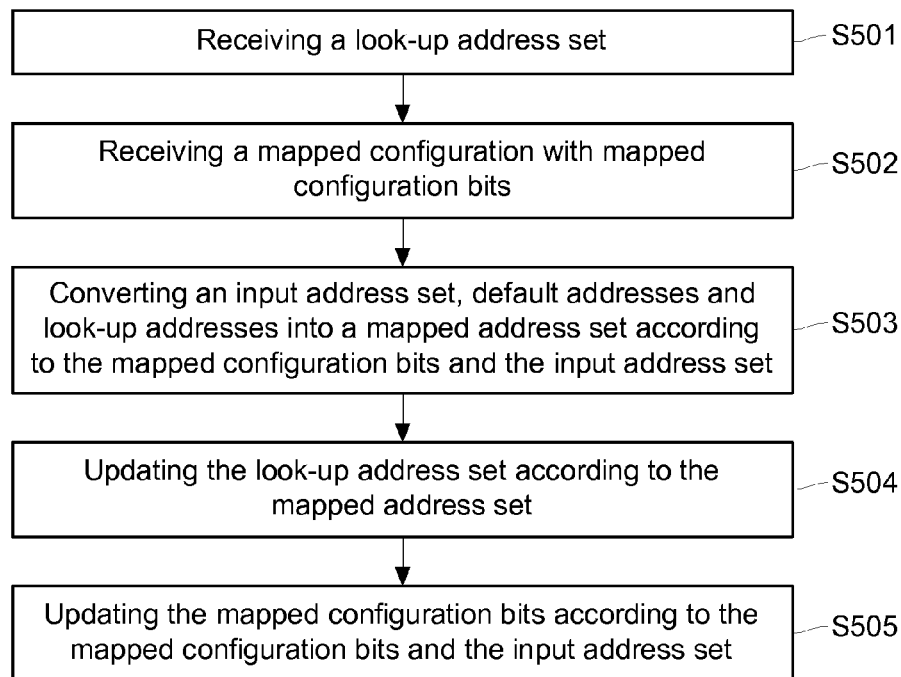 Receiving a look-up address set
S501
Receiving a mapped configuration with mapped
configuration bits
S502
Converting an input address set, default addresses and
look-up addresses into a mapped address set according
to the mapped configuration bits and the input address set
S503
Updating the look-up address set according to the
mapped address set
S504
Updating the mapped configuration bits according to the
mapped configuration bits and the input address set
S505